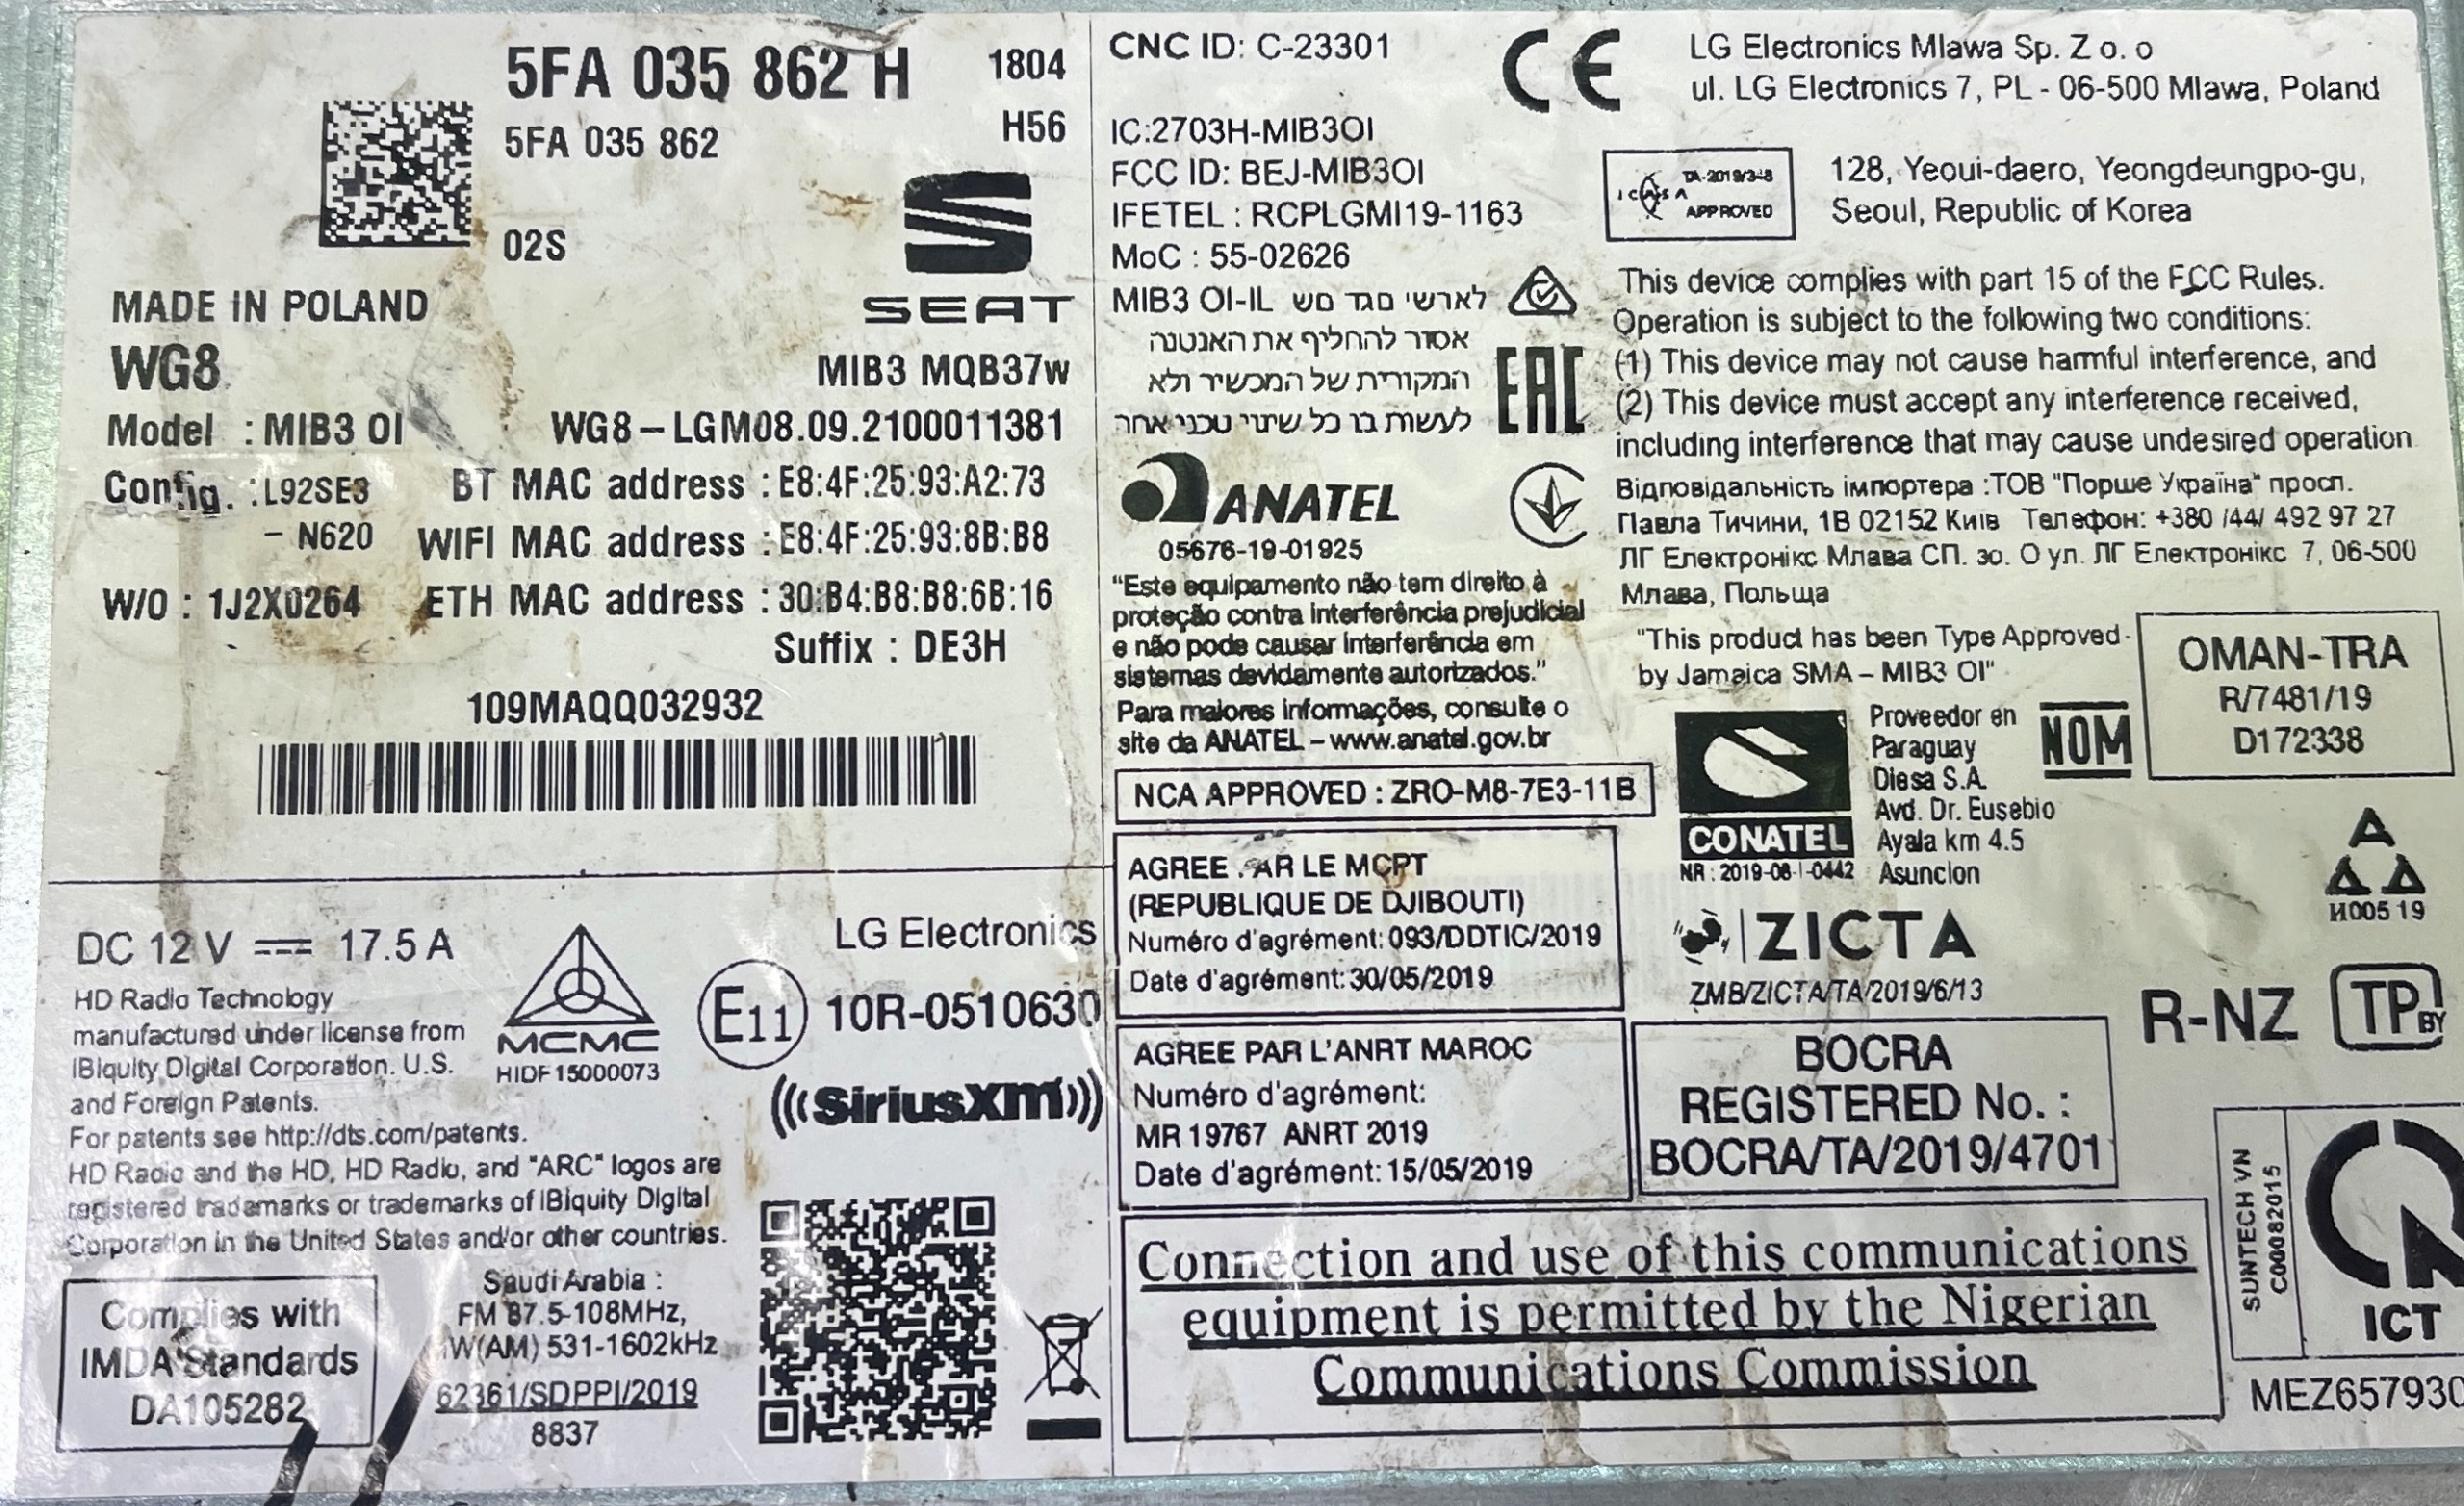 5FA 035 862 H
1804
5FA 035 862
H56
02S
SEAT
MADE IN POLAND
WG8
MIB3 MQB37w
Model : MIB3 OI
WG8-LGM08.09.2100011381
Config. : L92SE3
- N620
BT MAC address : E8:4F:25:93:A2:73
WIFI MAC address : E8:4F:25:93:8B:B8
W/O : 1J2X0264
ETH MAC address : 30:B4:B8:B8:6B:16
Suffix : DE3H
109MAQQ032932
DC 12 V ⎓ 17.5 A
HD Radio Technology
manufactured under license from
iBiquity Digital Corporation. U.S.
and Foreign Patents.
For patents see http://dts.com/patents.
HD Radio and the HD, HD Radio, and "ARC" logos are
registered trademarks or trademarks of iBiquity Digital
Corporation in the United States and/or other countries.
MCMC
HIDF15000073
LG Electronics
E11
10R-0510630
SiriusXM
Complies with
IMDA Standards
DA105282
Saudi Arabia :
FM 87.5-108MHz,
W(AM) 531-1602kHz
62361/SDPPI/2019
8837
CNC ID: C-23301
IC:2703H-MIB3OI
FCC ID: BEJ-MIB3OI
IFETEL : RCPLGMI19-1163
MoC : 55-02626
MIB3 OI-IL
אסור להחליף את האנטנה
המקורית של המכשיר ולא
לעשות בו כל שינוי טכני אחר
EAC
ANATEL
05676-19-01925
"Este equipamento não tem direito à
proteção contra interferência prejudicial
e não pode causar interferência em
sistemas devidamente autorizados."
Para maiores informações, consulte o
site da ANATEL – www.anatel.gov.br
NCA APPROVED : ZRO-M8-7E3-11B
AGREE PAR LE MCPT
(REPUBLIQUE DE DJIBOUTI)
Numéro d'agrément: 093/DDTIC/2019
Date d'agrément: 30/05/2019
AGREE PAR L'ANRT MAROC
Numéro d'agrément:
MR 19767 ANRT 2019
Date d'agrément: 15/05/2019
CE
LG Electronics Mlawa Sp. Z o. o
ul. LG Electronics 7, PL - 06-500 Mlawa, Poland
ICASA
APPROVED
128, Yeoui-daero, Yeongdeungpo-gu,
Seoul, Republic of Korea
This device complies with part 15 of the FCC Rules.
Operation is subject to the following two conditions:
(1) This device may not cause harmful interference, and
(2) This device must accept any interference received,
including interference that may cause undesired operation
Відповідальність імпортера :ТОВ "Порше Україна" просп.
Павла Тичини, 1В 02152 Київ Телефон: +380 /44/ 492 97 27
ЛГ Електронікс Млава СП. зо. О ул. ЛГ Електронікс 7, 06-500
Млава, Польща
"This product has been Type Approved
by Jamaica SMA – MIB3 OI"
OMAN-TRA
R/7481/19
D172338
CONATEL
Proveedor en
Paraguay
Diesa S.A.
Avd. Dr. Eusebio
Ayala km 4.5
Asuncion
NOM
И005 19
ZICTA
ZMB/ZICTA/TA/2019/6/13
R-NZ
TP BY
BOCRA
REGISTERED No. :
BOCRA/TA/2019/4701
Connection and use of this communications
equipment is permitted by the Nigerian
Communications Commission
SUNTECH VN
C00082015
ICT
MEZ657930